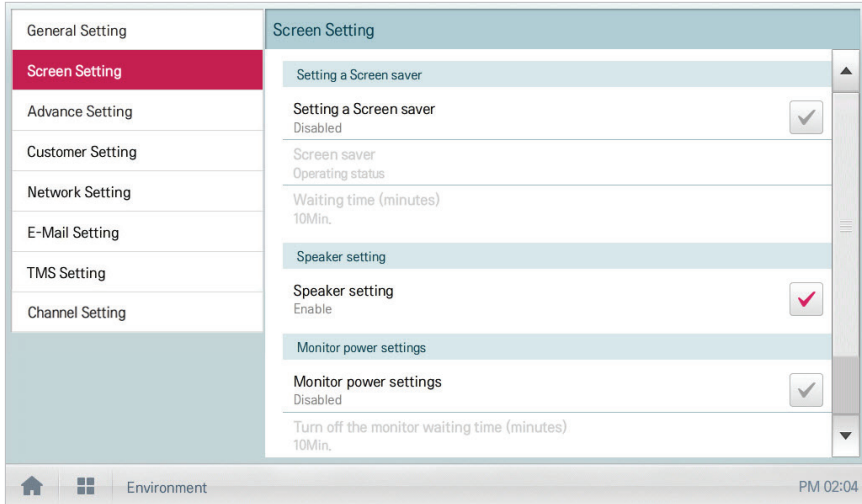 General Setting
Screen Setting
Advance Setting
Customer Setting
Network Setting
E-Mail Setting
TMS Setting
Channel Setting
Screen Setting
Setting a Screen saver
Setting a Screen saver
Disabled
Screen saver
Operating status
Waiting time (minutes)
10Min.
Speaker setting
Speaker setting
Enable
Monitor power settings
Monitor power settings
Disabled
Turn off the monitor waiting time (minutes)
10Min.
Environment
PM 02:04